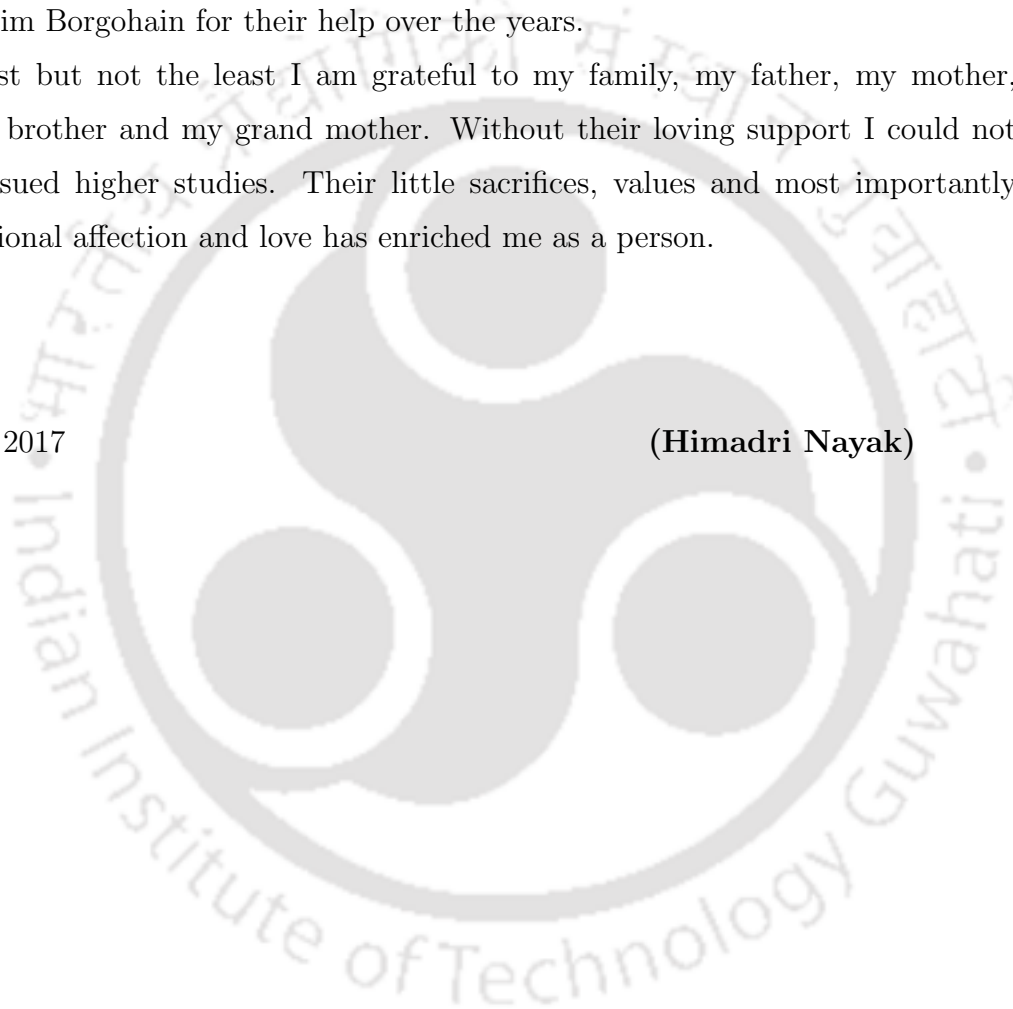 im Borgohain for their help over the years.
st but not the least I am grateful to my family, my father, my mother,
brother and my grand mother. Without their loving support I could not
sued higher studies. Their little sacrifices, values and most importantly
ional affection and love has enriched me as a person.
2017 (Himadri Nayak)
भारतीय प्रौद्योगिकी संस्थान गुवाहाटी
Indian Institute of Technology Guwahati